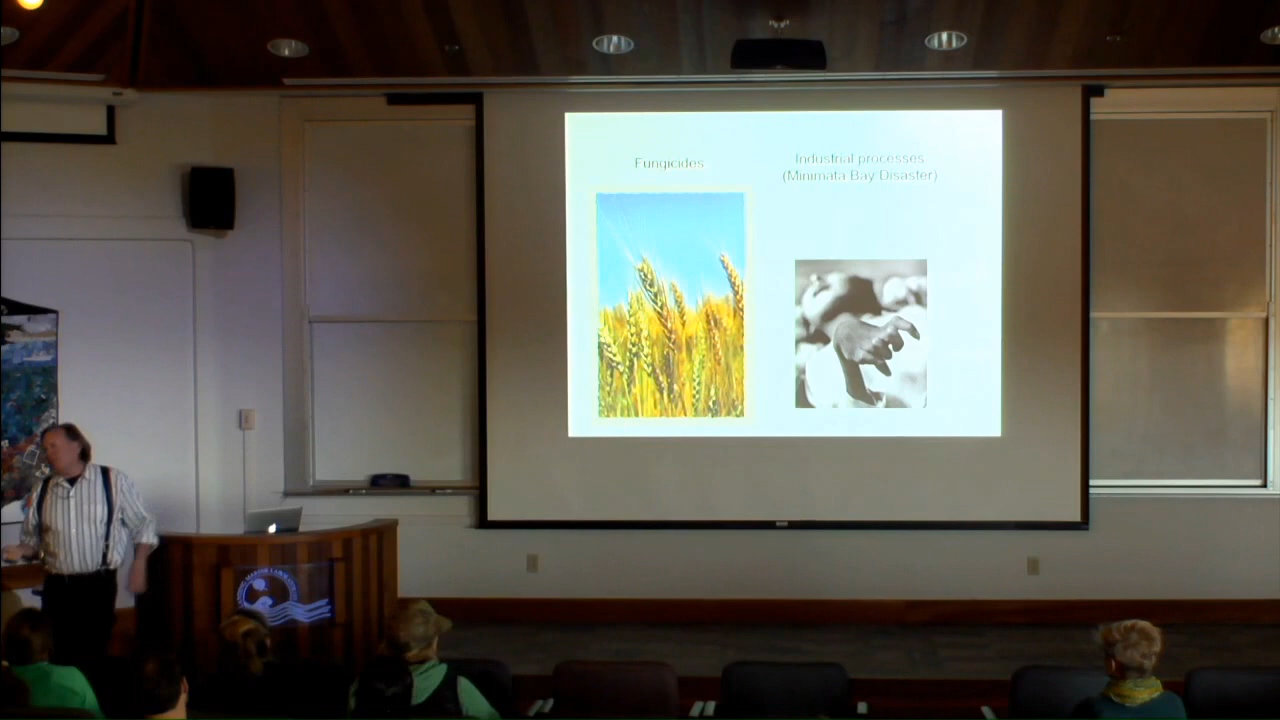 Fungicides
Industrial processes
(Minimata Bay Disaster)